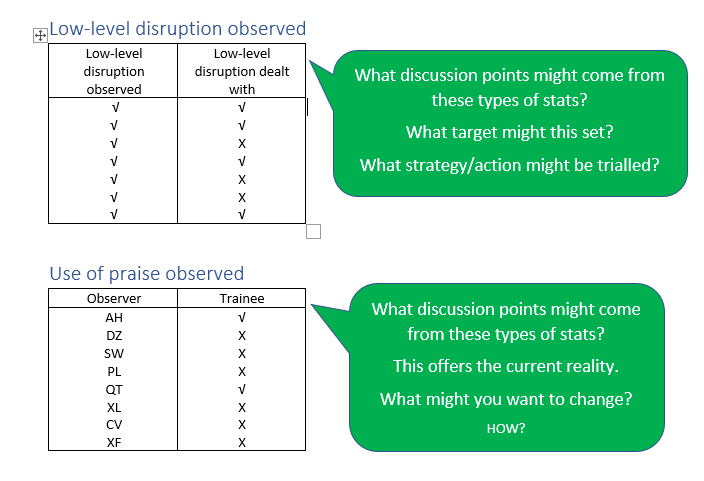 Low-level disruption observed
Low-level disruption observed
Low-level disruption dealt with
√ √
√ √
√ X
√ √
√ X
√ X
√ √
What discussion points might come from
these types of stats?
What target might this set?
What strategy/action might be trialled?
Use of praise observed
Observer Trainee
AH √
DZ X
SW X
PL X
QT √
XL X
CV X
XF X
What discussion points might come
from these types of stats?
This offers the current reality.
What might you want to change?
HOW?